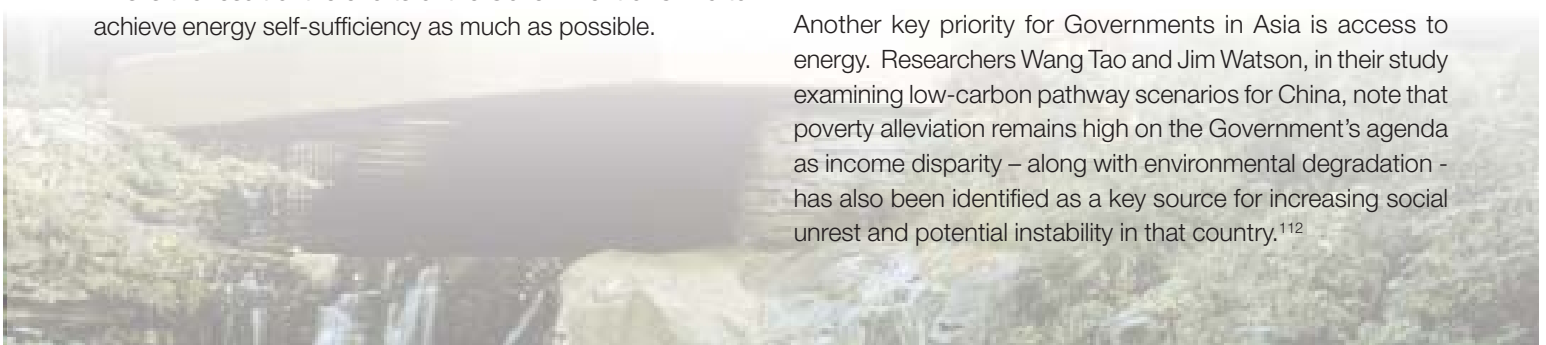 achieve energy self-sufficiency as much as possible.
Another key priority for Governments in Asia is access to
energy. Researchers Wang Tao and Jim Watson, in their study
examining low-carbon pathway scenarios for China, note that
poverty alleviation remains high on the Government's agenda
as income disparity – along with environmental degradation -
has also been identified as a key source for increasing social
unrest and potential instability in that country.112